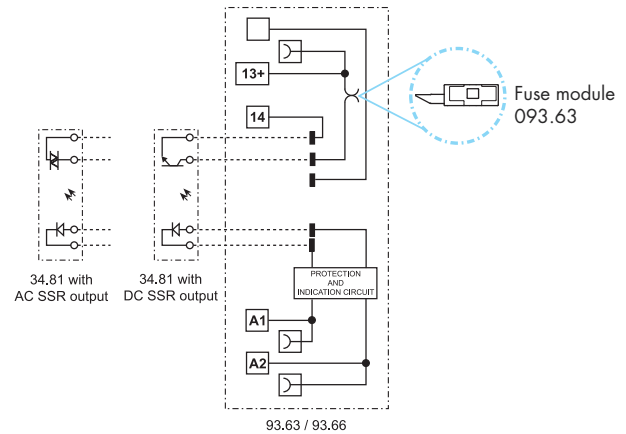 13+
14
Fuse module
093.63
34.81 with
AC SSR output
34.81 with
DC SSR output
PROTECTION
AND
INDICATION CIRCUIT
A1
A2
93.63 / 93.66